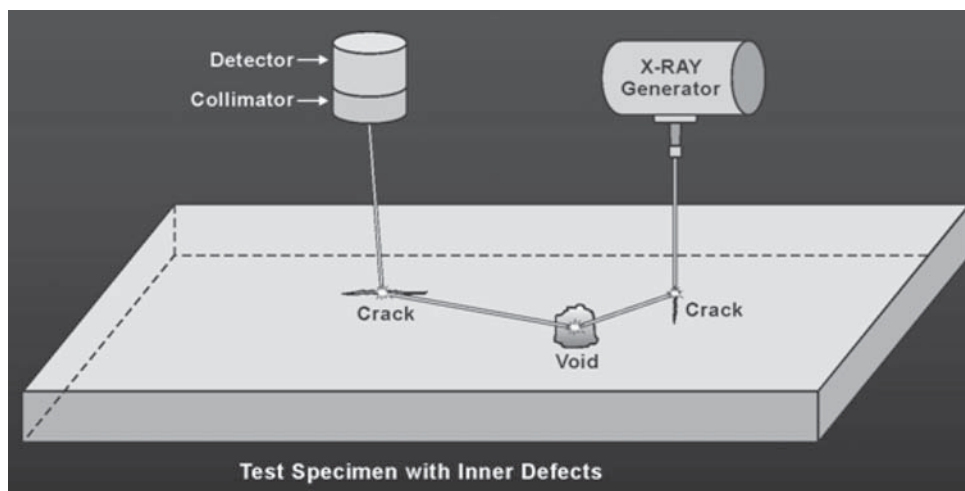 Detector
Collimator
X-RAY
Generator
Crack
Void
Crack
Test Specimen with Inner Defects